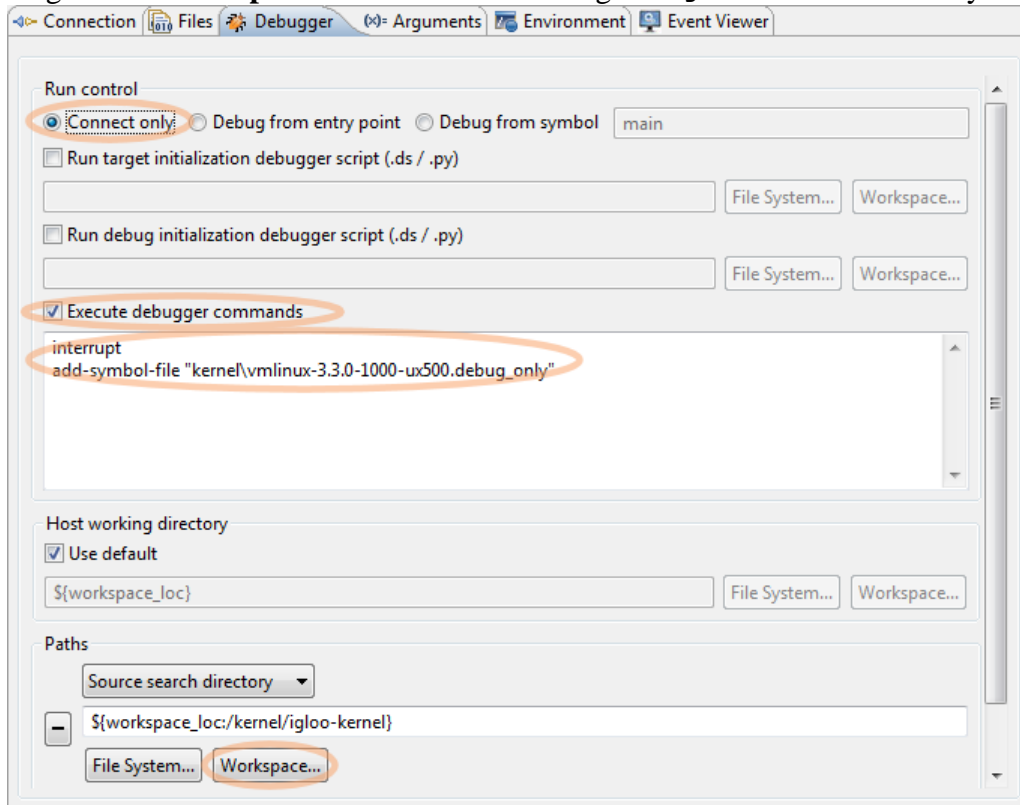 Connection Files Debugger (x)= Arguments Environment Event Viewer
Run control
Connect only Debug from entry point Debug from symbol main
Run target initialization debugger script (.ds / .py)
File System... Workspace...
Run debug initialization debugger script (.ds / .py)
File System... Workspace...
Execute debugger commands
interrupt
add-symbol-file "kernel\vmlinux-3.3.0-1000-ux500.debug_only"
Host working directory
Use default
${workspace_loc} File System... Workspace...
Paths
Source search directory
${workspace_loc:/kernel/igloo-kernel}
File System... Workspace...